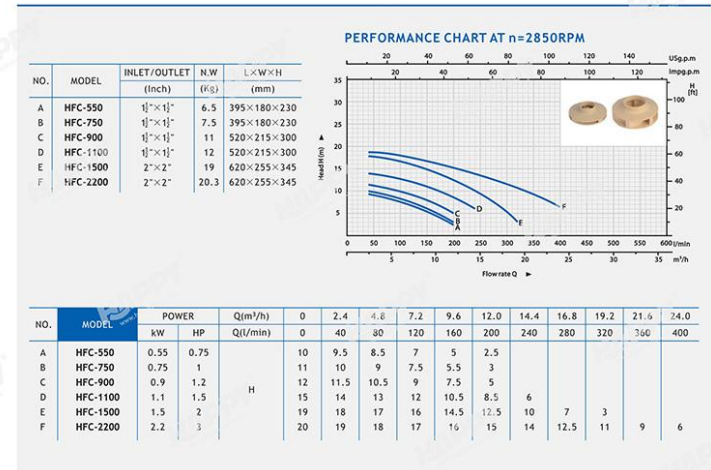 PERFORMANCE CHART AT n=2850RPM
NO. MODEL INLET/OUTLET (Inch) N.W (Kg) L×W×H (mm)
A HFC-550 1½"×1½" 6.5 395×180×230
B HFC-750 1½"×1½" 7.5 395×180×230
C HFC-900 1½"×1½" 11 520×215×300
D HFC-1100 1½"×1½" 12 520×215×300
E HFC-1500 2"×2" 19 620×255×345
F HFC-2200 2"×2" 20.3 620×255×345
20 40 60 80 100 120 140 USg.p.m
20 40 60 80 100 120 Impg.p.m
H [ft]
100
80
60
40
20
35
30
25
20
15
10
5
Head H (m)
A
B
C
D
E
F
0 50 100 150 200 250 300 350 400 450 500 550 600 l/min
5 10 15 20 25 30 35 m³/h
Flow rate Q
NO. MODEL POWER Q(m³/h) 0 2.4 4.8 7.2 9.6 12.0 14.4 16.8 19.2 21.6 24.0
kW HP Q(l/min) 0 40 80 120 160 200 240 280 320 360 400
A HFC-550 0.55 0.75 10 9.5 8.5 7 5 2.5
B HFC-750 0.75 1 11 10 9 7.5 5.5 3
C HFC-900 0.9 1.2 12 11.5 10.5 9 7.5 5
H
D HFC-1100 1.1 1.5 15 14 13 12 10.5 8.5 6
E HFC-1500 1.5 2 19 18 17 16 14.5 12.5 10 7 3
F HFC-2200 2.2 3 20 19 18 17 16 15 14 12.5 11 9 6